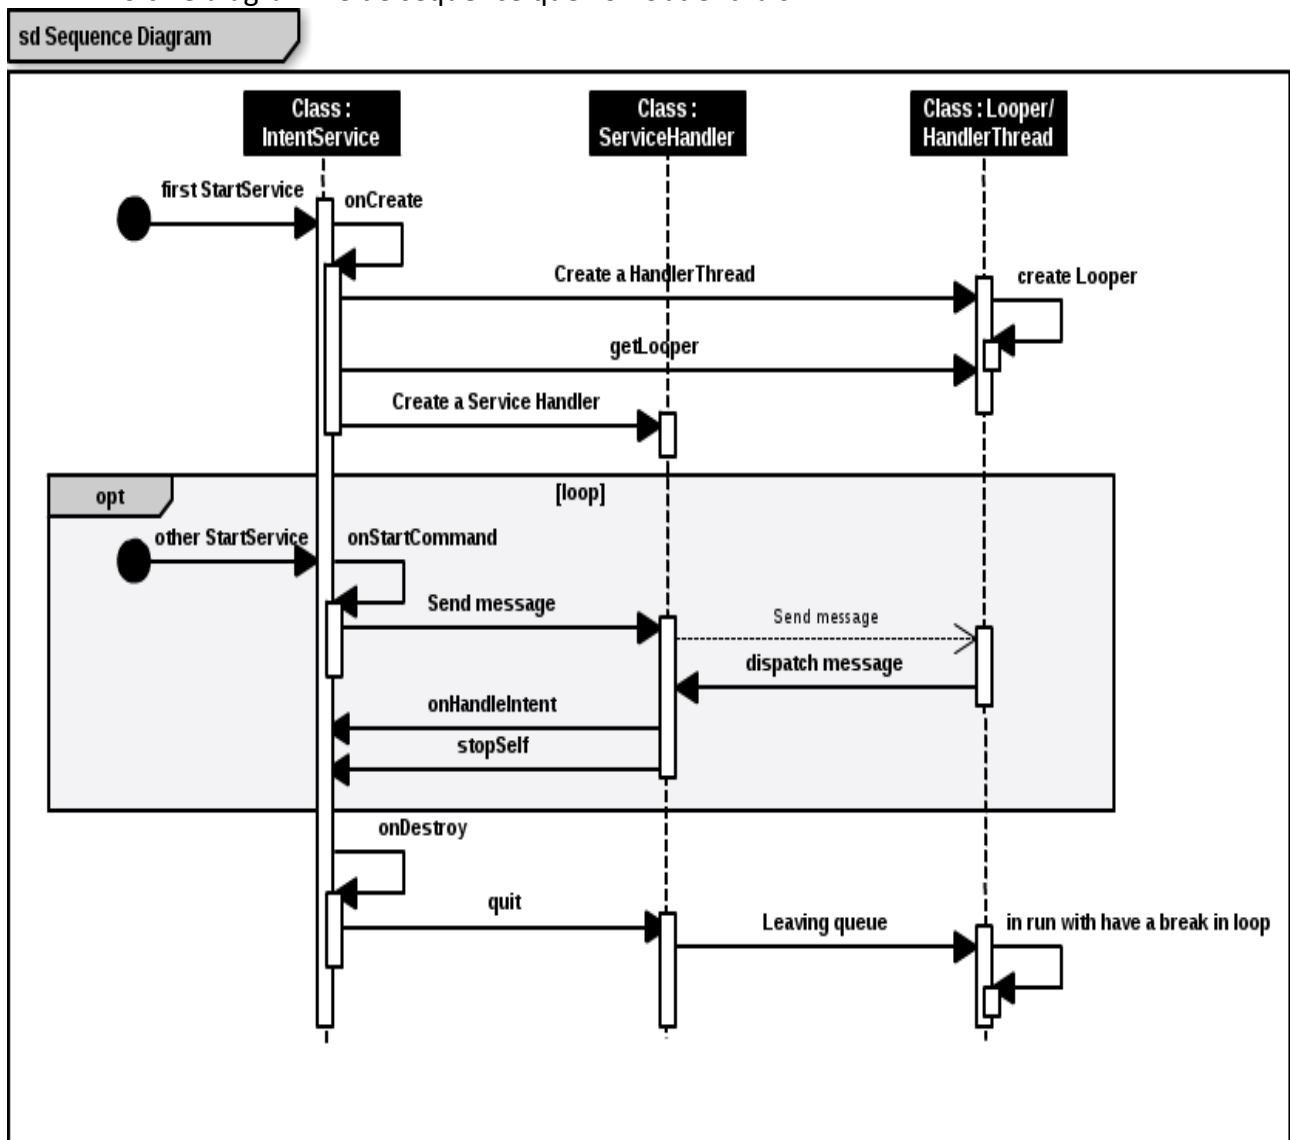 sd Sequence Diagram
Class :
IntentService
Class :
ServiceHandler
Class : Looper/
HandlerThread
first StartService
onCreate
Create a HandlerThread
create Looper
getLooper
Create a Service Handler
opt
[loop]
other StartService
onStartCommand
Send message
Send message
dispatch message
onHandleIntent
stopSelf
onDestroy
quit
Leaving queue
in run with have a break in loop